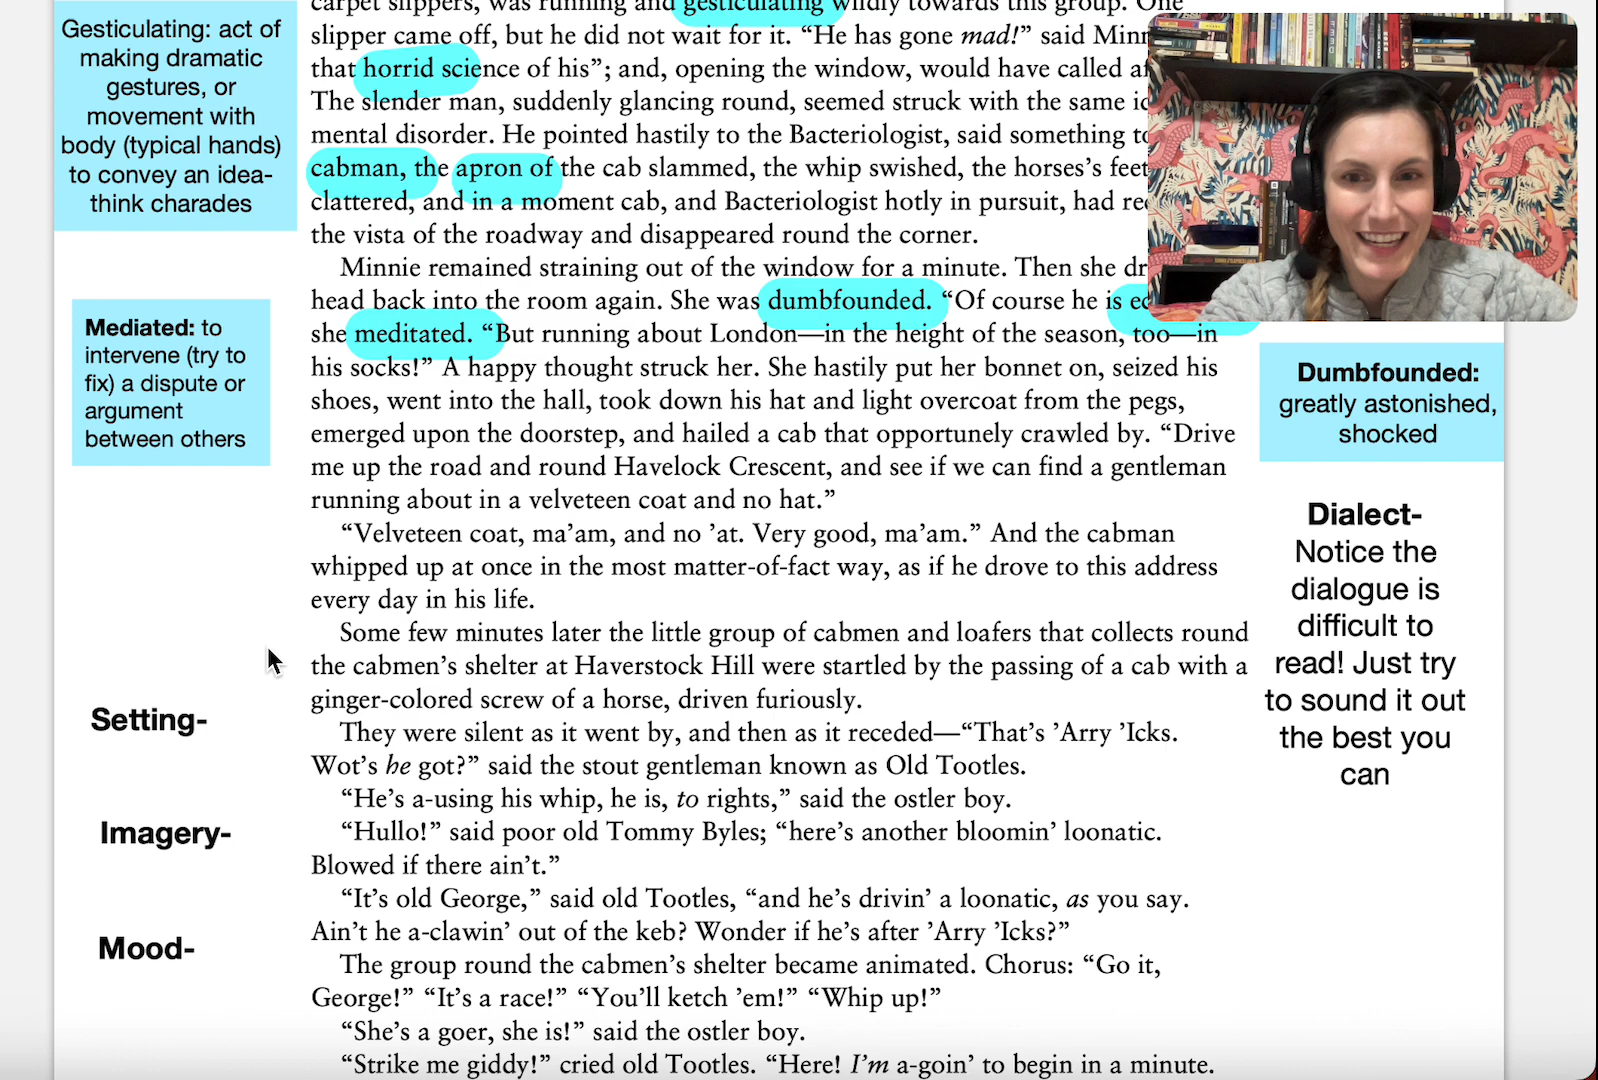 Gesticulating: act of
making dramatic
gestures, or
movement with
body (typical hands)
to convey an idea-
think charades
Mediated: to
intervene (try to
fix) a dispute or
argument
between others
Setting-
Imagery-
Mood-
carpet slippers, was running and gesticulating wildly towards this group. One
slipper came off, but he did not wait for it. “He has gone mad!” said Minn
that horrid science of his”; and, opening the window, would have called
The slender man, suddenly glancing round, seemed struck with the same
mental disorder. He pointed hastily to the Bacteriologist, said something
cabman, the apron of the cab slammed, the whip swished, the horses’s feet
clattered, and in a moment cab, and Bacteriologist hotly in pursuit, had
the vista of the roadway and disappeared round the corner.
Minnie remained straining out of the window for a minute. Then she
head back into the room again. She was dumbfounded. “Of course he is
she meditated. “But running about London—in the height of the season, too—in
his socks!” A happy thought struck her. She hastily put her bonnet on, seized his
shoes, went into the hall, took down his hat and light overcoat from the pegs,
emerged upon the doorstep, and hailed a cab that opportunely crawled by. “Drive
me up the road and round Havelock Crescent, and see if we can find a gentleman
running about in a velveteen coat and no hat.”
“Velveteen coat, ma’am, and no ’at. Very good, ma’am.” And the cabman
whipped up at once in the most matter-of-fact way, as if he drove to this address
every day in his life.
Some few minutes later the little group of cabmen and loafers that collects round
the cabmen’s shelter at Haverstock Hill were startled by the passing of a cab with a
ginger-colored screw of a horse, driven furiously.
They were silent as it went by, and then as it receded—“That’s ’Arry ’Icks.
Wot’s he got?” said the stout gentleman known as Old Tootles.
“He’s a-using his whip, he is, to rights,” said the ostler boy.
“Hullo!” said poor old Tommy Byles; “here’s another bloomin’ loonatic.
Blowed if there ain’t.”
“It’s old George,” said old Tootles, “and he’s drivin’ a loonatic, as you say.
Ain’t he a-clawin’ out of the keb? Wonder if he’s after ’Arry ’Icks?”
The group round the cabmen’s shelter became animated. Chorus: “Go it,
George!” “It’s a race!” “You’ll ketch ’em!” “Whip up!”
“She’s a goer, she is!” said the ostler boy.
“Strike me giddy!” cried old Tootles. “Here! I’m a-goin’ to begin in a minute.
Dumbfounded:
greatly astonished,
shocked
Dialect-
Notice the
dialogue is
difficult to
read! Just try
to sound it out
the best you
can